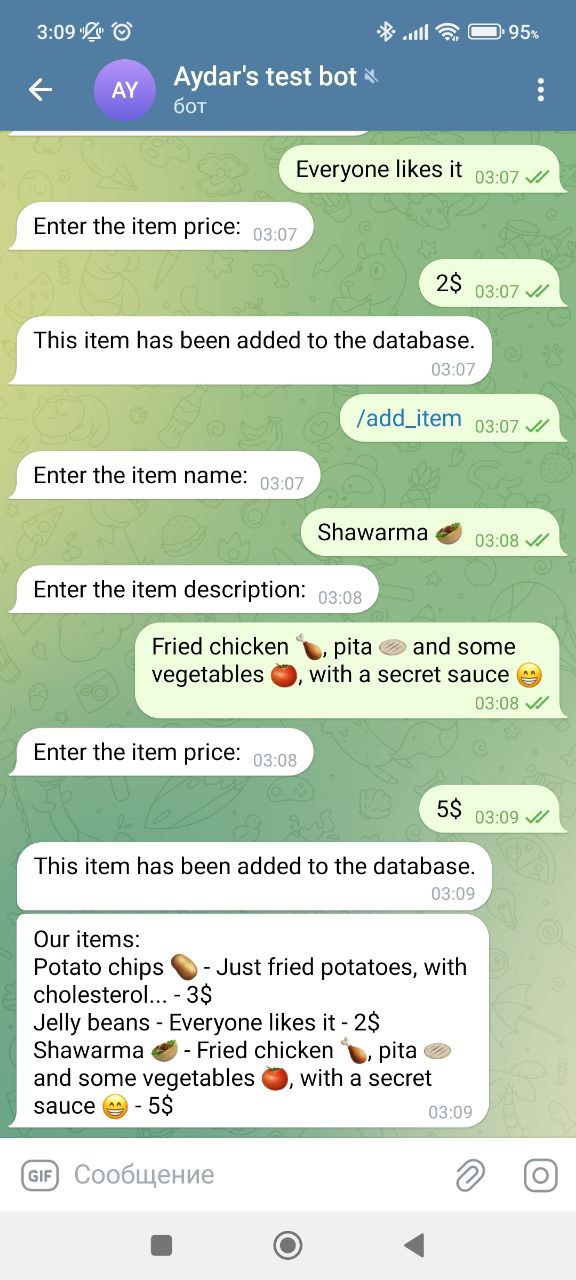 3:09 95%
AY Aydar's test bot
бот
Everyone likes it 03:07
Enter the item price: 03:07
2$ 03:07
This item has been added to the database.
03:07
/add_item 03:07
Enter the item name: 03:07
Shawarma 🥙 03:08
Enter the item description: 03:08
Fried chicken 🍗, pita 🫓 and some
vegetables 🍅, with a secret sauce 😁
03:08
Enter the item price: 03:08
5$ 03:09
This item has been added to the database.
03:09
Our items:
Potato chips 🥔 - Just fried potatoes, with
cholesterol... - 3$
Jelly beans - Everyone likes it - 2$
Shawarma 🥙 - Fried chicken 🍗, pita 🫓
and some vegetables 🍅, with a secret
sauce 😁 - 5$ 03:09
GIF Сообщение